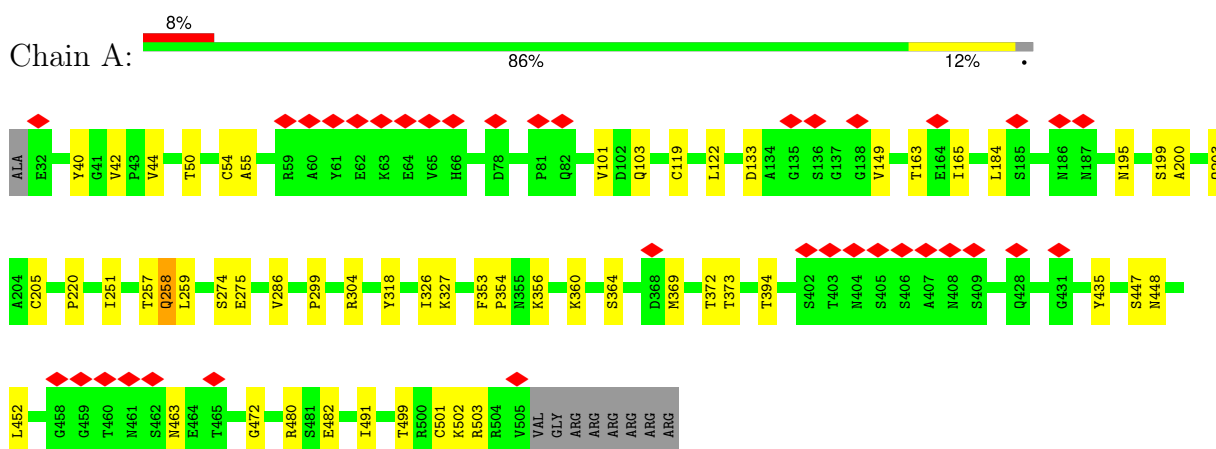 8%
Chain A:
86% 12% •
ALA E32 Y40 G41 V42 P43 V44 T50 C54 A55 R59 A60 Y61 E62 K63 E64 V65 H66 D78 P81 Q82 V101 D102 Q103 C119 L122 D133 A134 G135 S136 G137 G138 V149 T163 E164 I165 L184 S185 N186 N187 N195 S199 A200 Q203
A204 C205 P220 I251 T257 Q258 L259 S274 E275 V286 P299 R304 Y318 I326 K327 F353 P354 N355 K356 K360 S364 D368 M369 T372 T373 T394 S402 T403 N404 S405 S406 A407 N408 S409 Q428 G431 Y435 S447 N448
L452 G458 G459 T460 N461 S462 N463 E464 T465 G472 R480 S481 E482 I491 T499 R500 C501 K502 R503 R504 V505 VAL GLY ARG ARG ARG ARG ARG